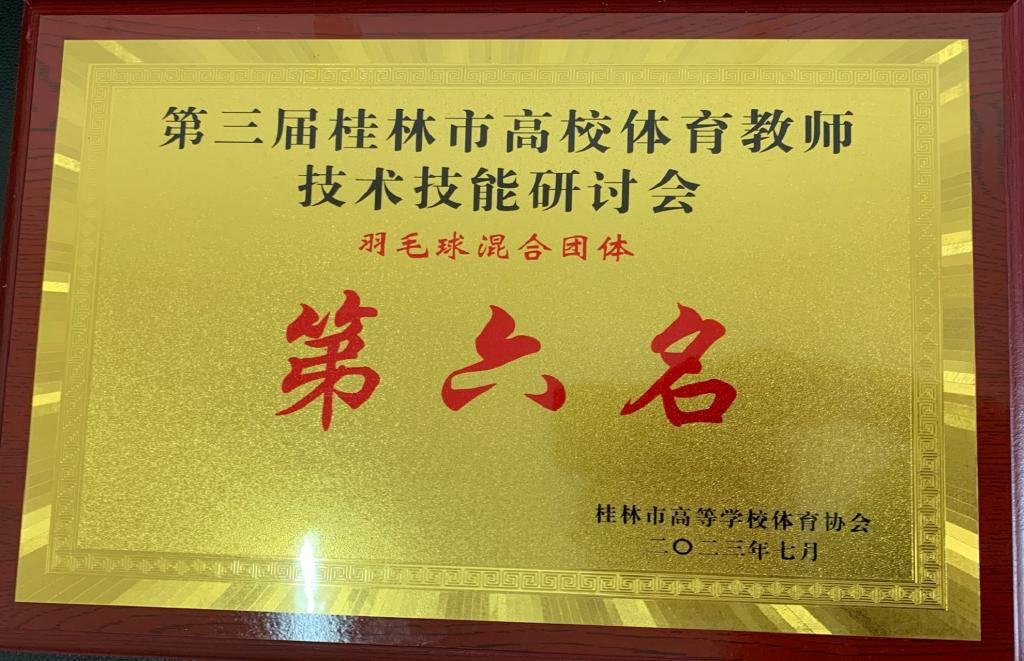 第三届桂林市高校体育教师
技术技能研讨会
羽毛球混合团体
第六名
桂林市高等学校体育协会
二〇二三年七月